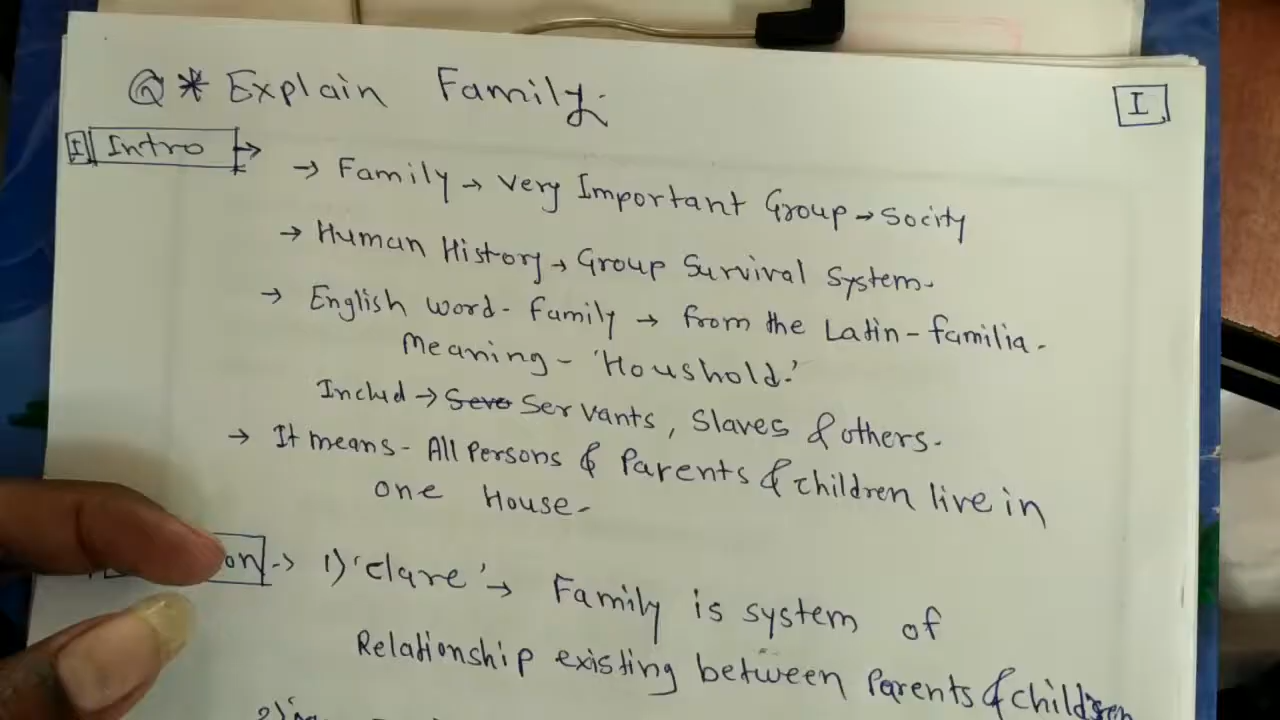 Q * Explain Family.
I
I Intro →
→ Family → Very Important Group → Socity
→ Human History → Group Survival System.
→ English word - Family → from the Latin - familia.
Meaning - 'Houshold.'
Includ → Servants, Slaves & others.
→ It means - All Persons & Parents & children live in
one House.
on → 1) 'Clare' → Family is system of
Relationship existing between Parents & children
2)